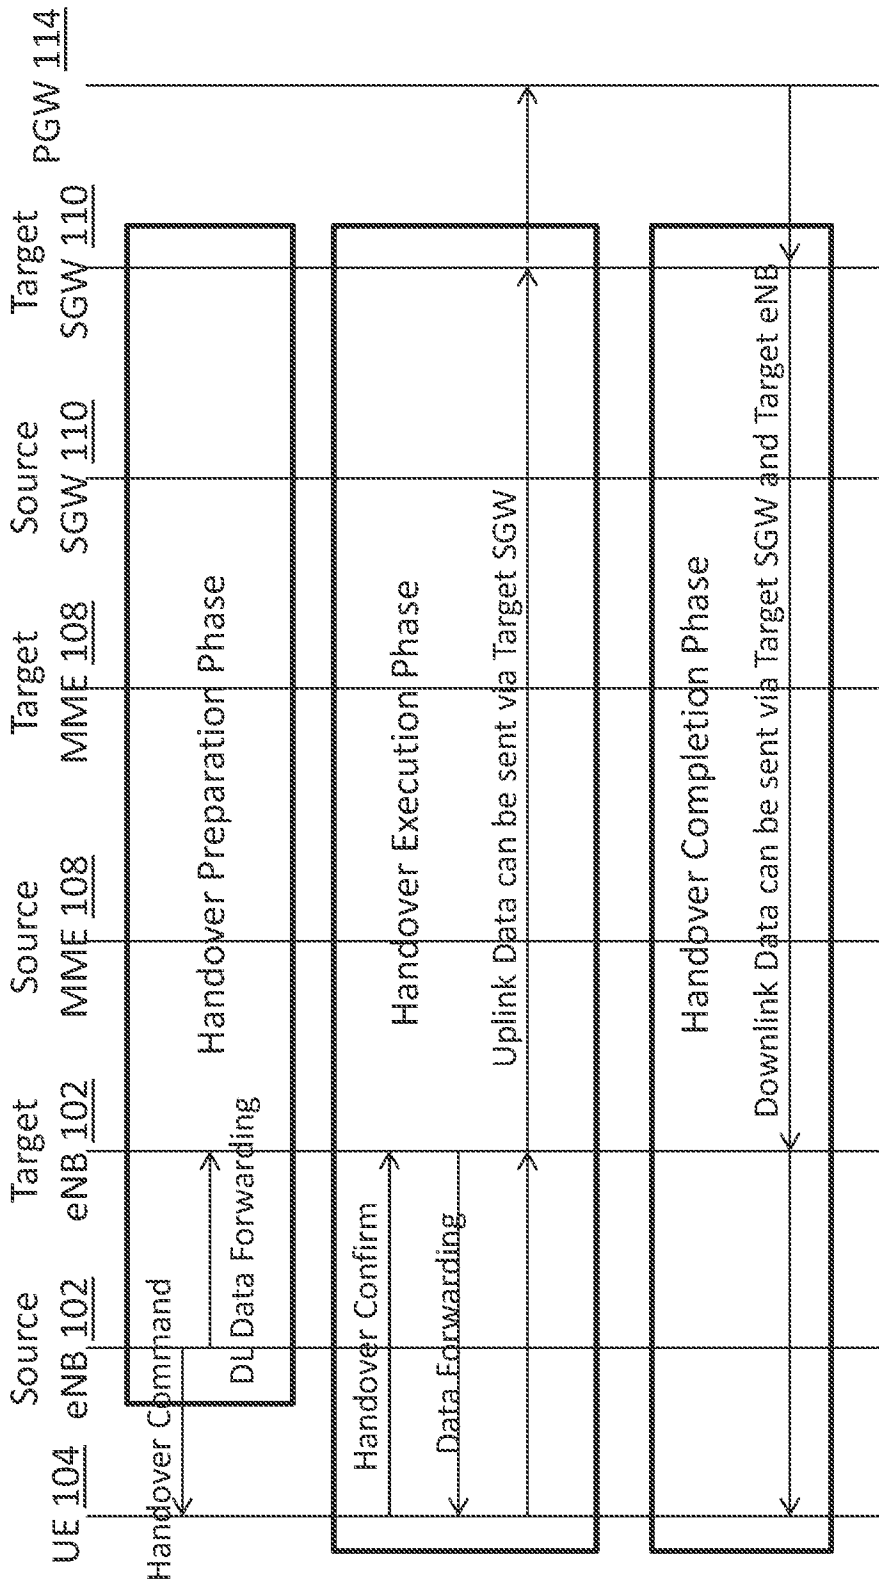 UE 104
Source
eNB 102
Target
eNB 102
Source
MME 108
Target
MME 108
Source
SGW 110
Target
SGW 110
PGW 114
Handover Command
DL Data Forwarding
Handover Preparation Phase
Handover Confirm
Handover Execution Phase
Data Forwarding
Uplink Data can be sent via Target SGW
Handover Completion Phase
Downlink Data can be sent via Target SGW and Target eNB